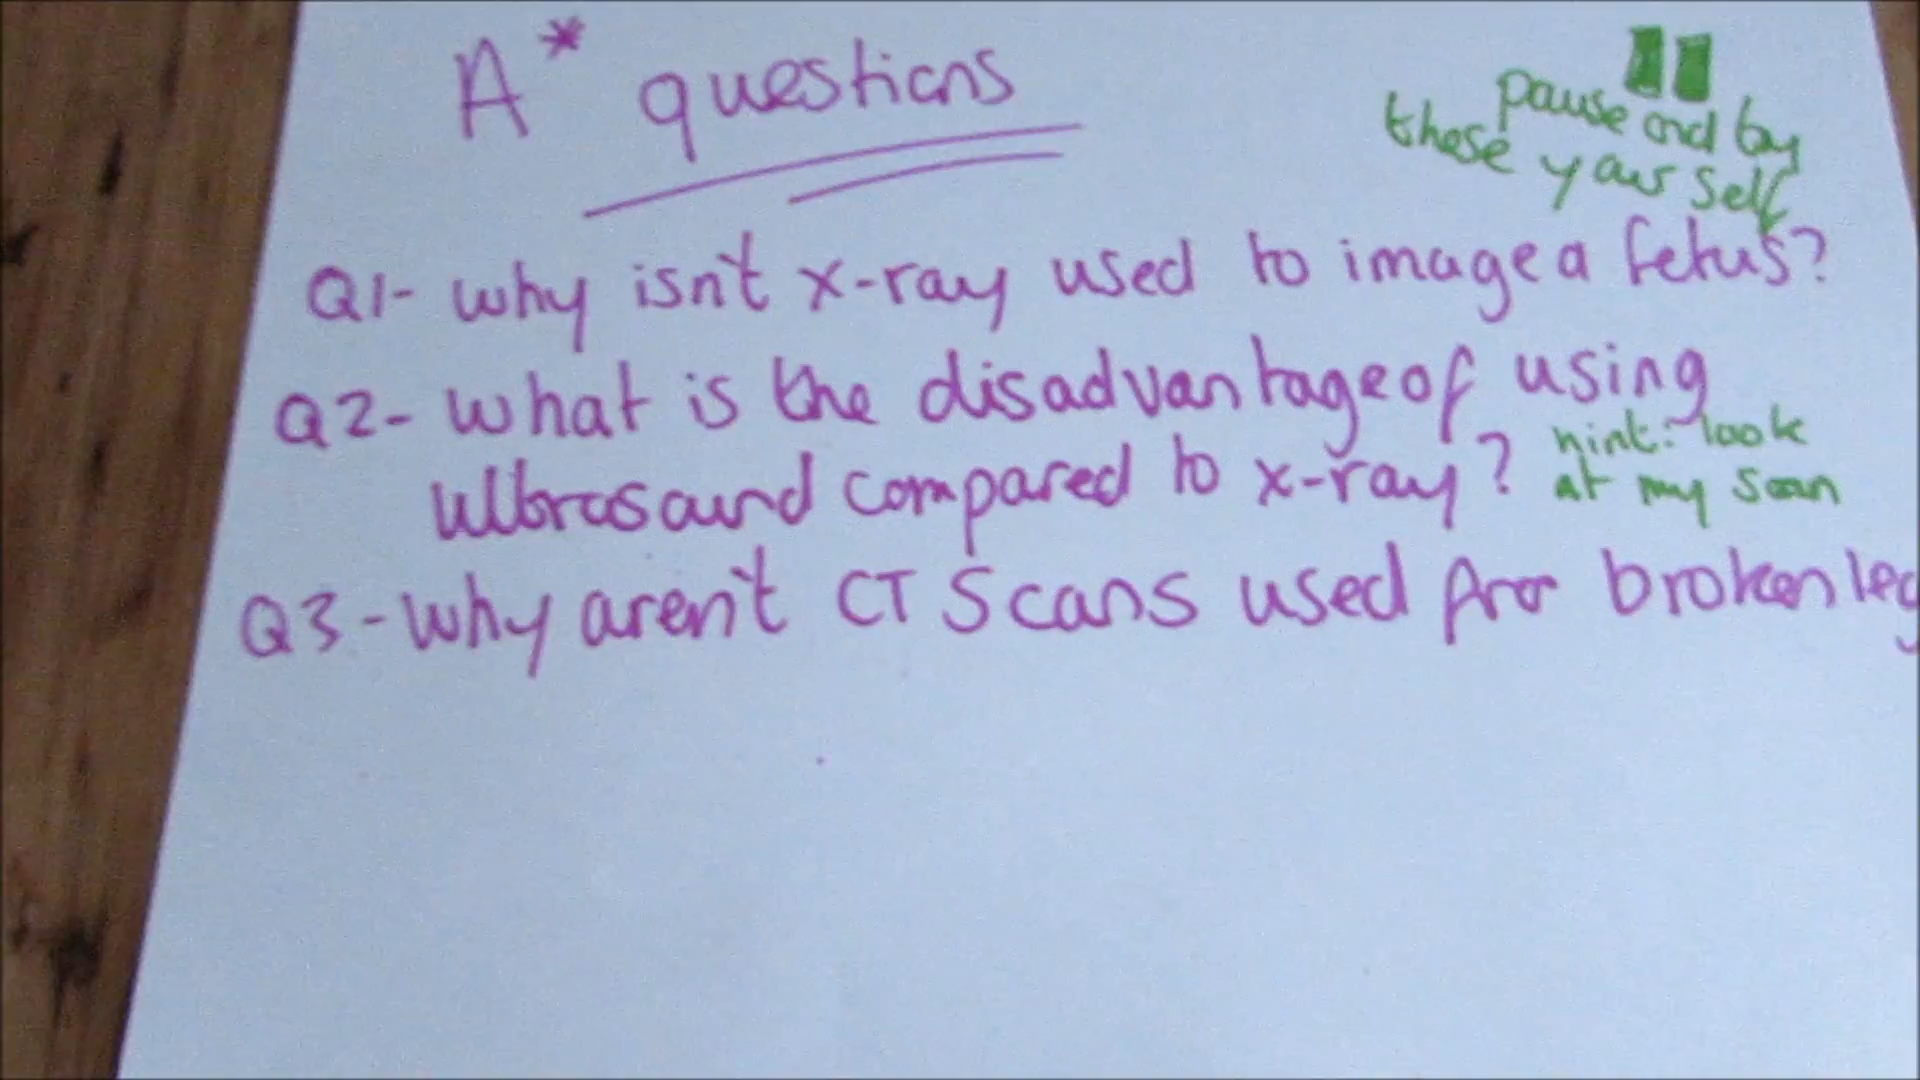 A* questions
pause and try
these yourself
Q1- why isn't x-ray used to image a fetus?
Q2- what is the disadvantage of using
ultrasound compared to x-ray?
hint: look
at my scan
Q3- why aren't CT scans used for broken leg